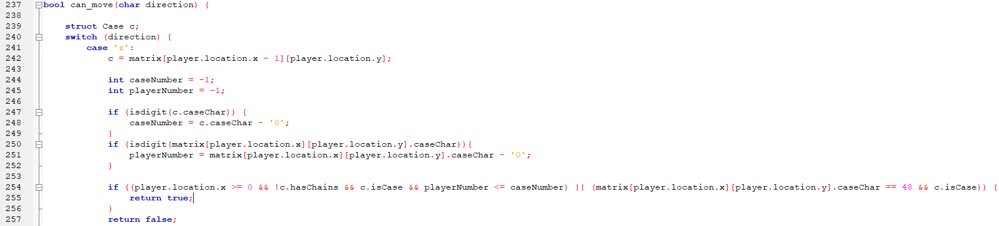 237 bool can_move(char direction) {
238
239     struct Case c;
240     switch (direction) {
241         case 'z':
242             c = matrix[player.location.x - 1][player.location.y];
243
244             int caseNumber = -1;
245             int playerNumber = -1;
246
247             if (isdigit(c.caseChar)) {
248                 caseNumber = c.caseChar - '0';
249             }
250             if (isdigit(matrix[player.location.x][player.location.y].caseChar)){
251                 playerNumber = matrix[player.location.x][player.location.y].caseChar - '0';
252             }
253
254             if ((player.location.x >= 0 && !c.hasChains && c.isCase && playerNumber <= caseNumber) || (matrix[player.location.x][player.location.y].caseChar == 48 && c.isCase)) {
255                 return true;
256             }
257             return false;